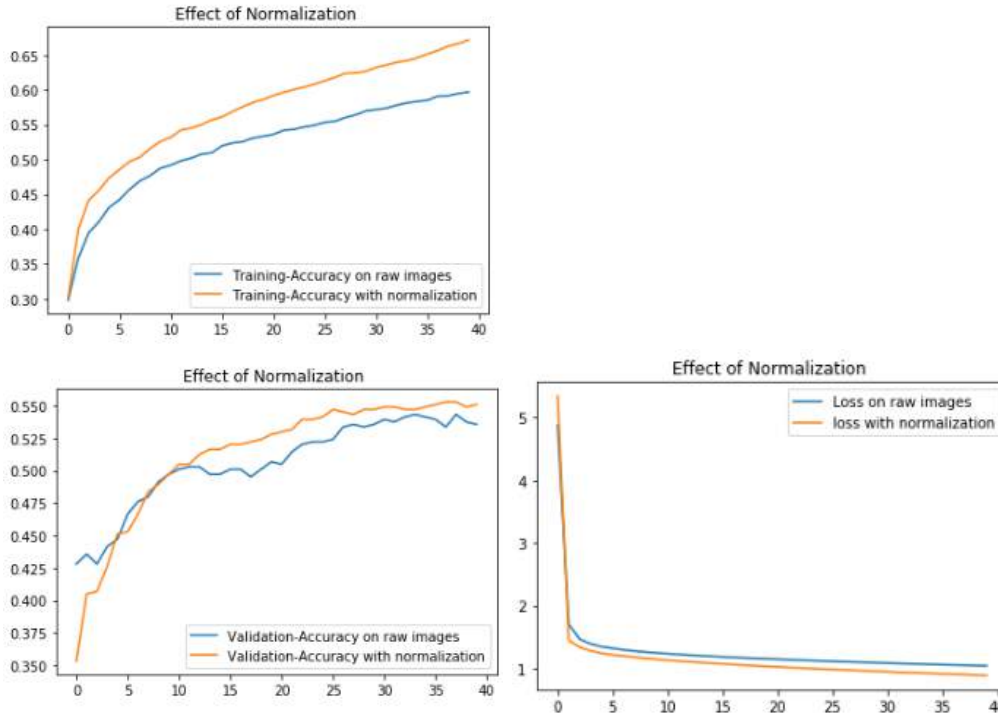 Effect of Normalization
0.65
0.60
0.55
0.50
0.45
0.40
0.35
0.30
Training-Accuracy on raw images
Training-Accuracy with normalization
0 5 10 15 20 25 30 35 40
Effect of Normalization
0.550
0.525
0.500
0.475
0.450
0.425
0.400
0.375
0.350
Validation-Accuracy on raw images
Validation-Accuracy with normalization
0 5 10 15 20 25 30 35 40
Effect of Normalization
Loss on raw images
loss with normalization
5
4
3
2
1
0 5 10 15 20 25 30 35 40